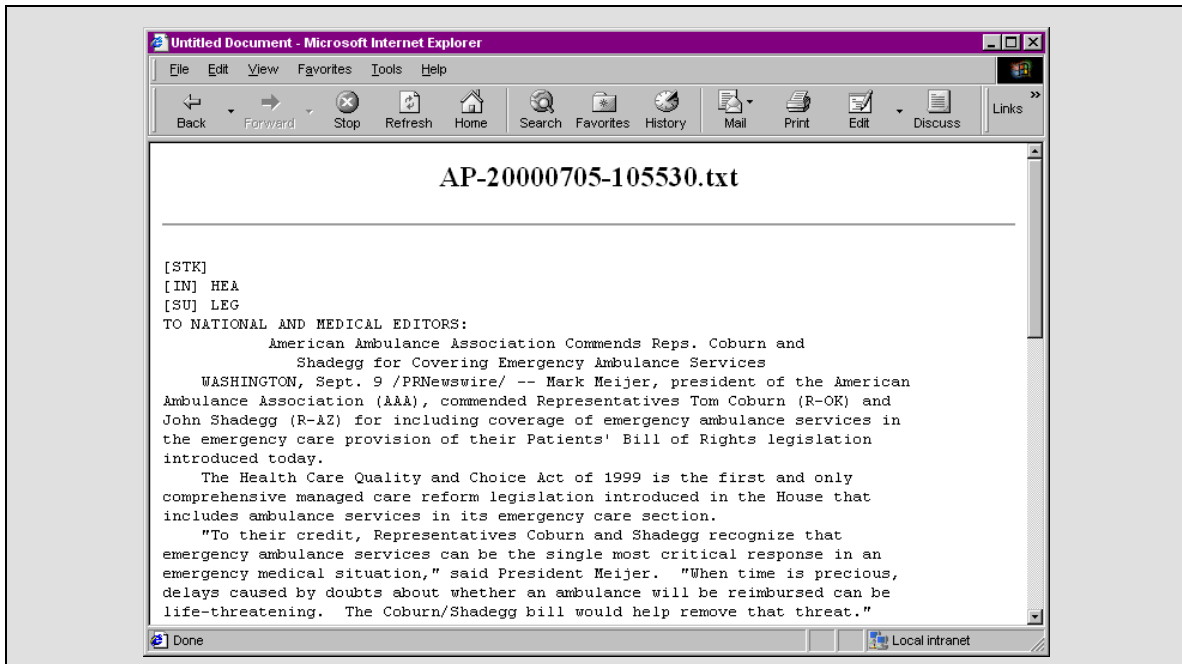 Untitled Document - Microsoft Internet Explorer
File Edit View Favorites Tools Help
Back Forward Stop Refresh Home Search Favorites History Mail Print Edit Discuss Links »
AP-20000705-105530.txt
[STK]
[IN] HEA
[SU] LEG
TO NATIONAL AND MEDICAL EDITORS:
American Ambulance Association Commends Reps. Coburn and
Shadegg for Covering Emergency Ambulance Services
WASHINGTON, Sept. 9 /PRNewswire/ -- Mark Meijer, president of the American
Ambulance Association (AAA), commended Representatives Tom Coburn (R-OK) and
John Shadegg (R-AZ) for including coverage of emergency ambulance services in
the emergency care provision of their Patients' Bill of Rights legislation
introduced today.
The Health Care Quality and Choice Act of 1999 is the first and only
comprehensive managed care reform legislation introduced in the House that
includes ambulance services in its emergency care section.
"To their credit, Representatives Coburn and Shadegg recognize that
emergency ambulance services can be the single most critical response in an
emergency medical situation," said President Meijer.  "When time is precious,
delays caused by doubts about whether an ambulance will be reimbursed can be
life-threatening.  The Coburn/Shadegg bill would help remove that threat."
Done Local intranet